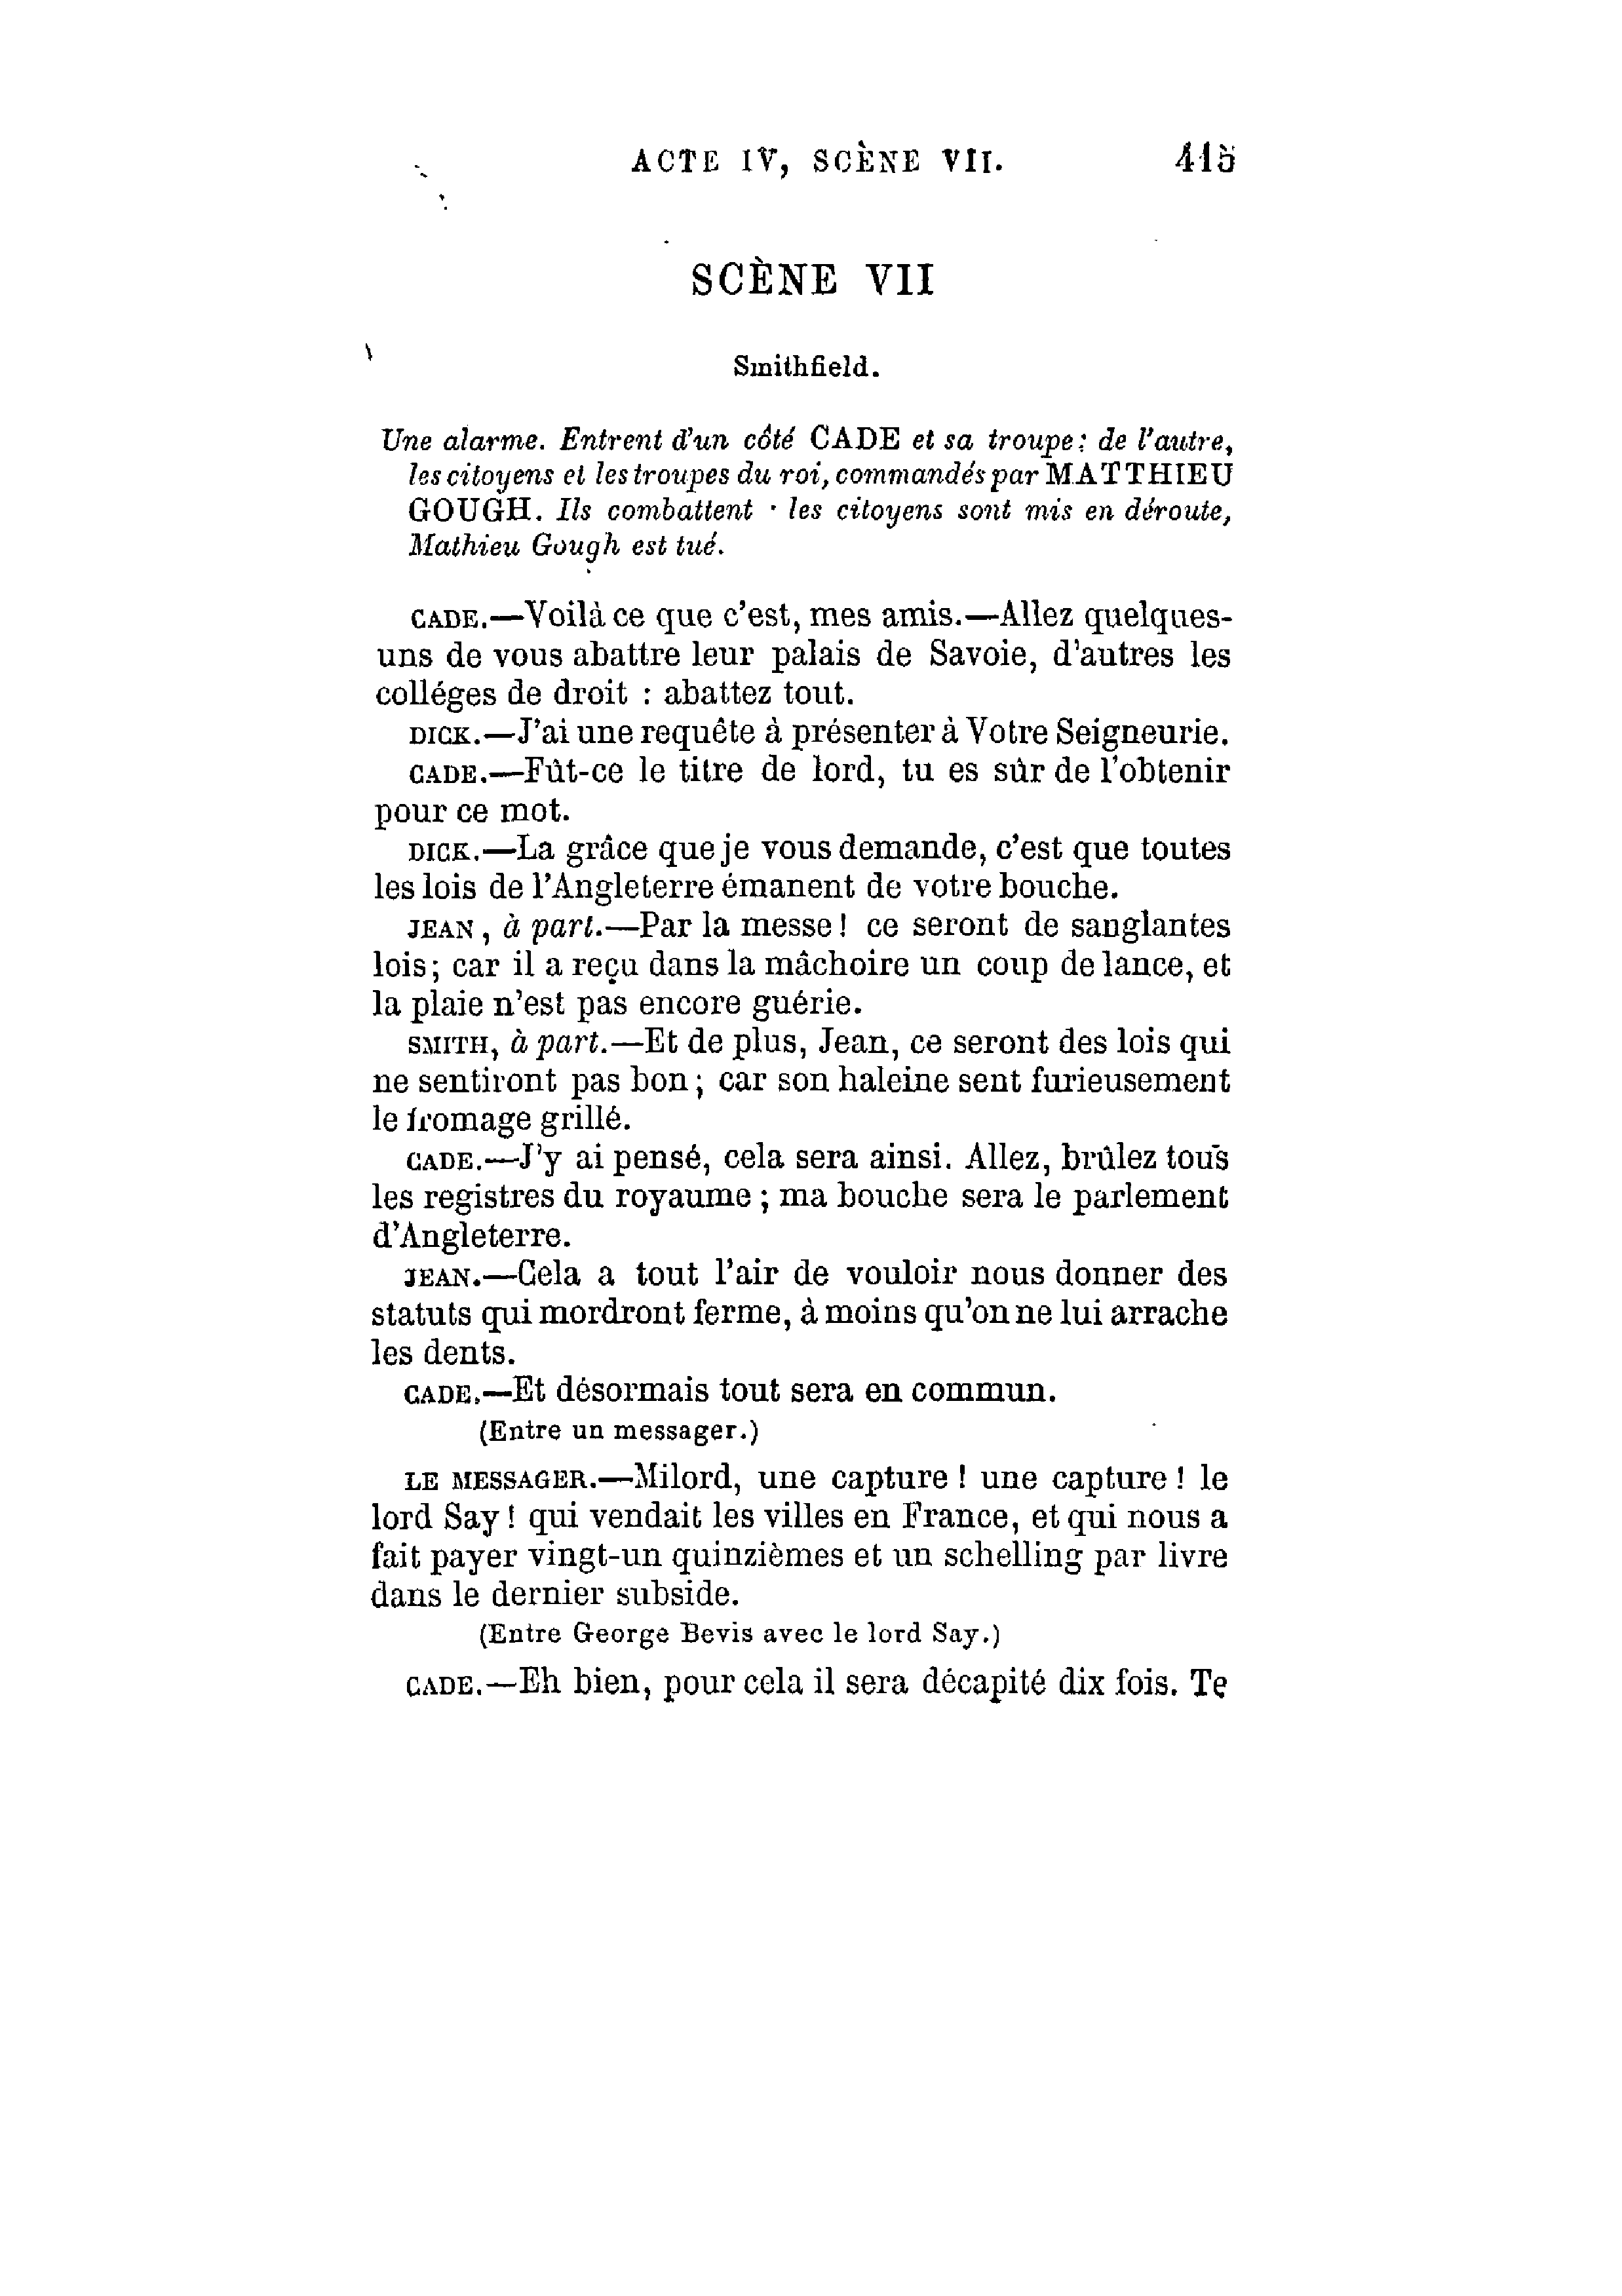 ACTE IV, SCÈNE VII. 415
SCÈNE VII
Smithfield.
Une alarme. Entrent d'un côté CADE et sa troupe; de l'autre,
les citoyens et les troupes du roi, commandés par MATTHIEU
GOUGH. Ils combattent : les citoyens sont mis en déroute,
Mathieu Gough est tué.
CADE.—Voilà ce que c'est, mes amis.—Allez quelques-
uns de vous abattre leur palais de Savoie, d'autres les
colléges de droit : abattez tout.
DICK.—J'ai une requête à présenter à Votre Seigneurie.
CADE.—Fût-ce le titre de lord, tu es sûr de l'obtenir
pour ce mot.
DICK.—La grâce que je vous demande, c'est que toutes
les lois de l'Angleterre émanent de votre bouche.
JEAN, à part.—Par la messe ! ce seront de sanglantes
lois; car il a reçu dans la mâchoire un coup de lance, et
la plaie n'est pas encore guérie.
SMITH, à part.—Et de plus, Jean, ce seront des lois qui
ne sentiront pas bon; car son haleine sent furieusement
le fromage grillé.
CADE.—J'y ai pensé, cela sera ainsi. Allez, brûlez tous
les registres du royaume ; ma bouche sera le parlement
d'Angleterre.
JEAN.—Cela a tout l'air de vouloir nous donner des
statuts qui mordront ferme, à moins qu'on ne lui arrache
les dents.
CADE.—Et désormais tout sera en commun.
(Entre un messager.)
LE MESSAGER.—Milord, une capture ! une capture ! le
lord Say ! qui vendait les villes en France, et qui nous a
fait payer vingt-un quinzièmes et un schelling par livre
dans le dernier subside.
(Entre George Bevis avec le lord Say.)
CADE.—Eh bien, pour cela il sera décapité dix fois. Te